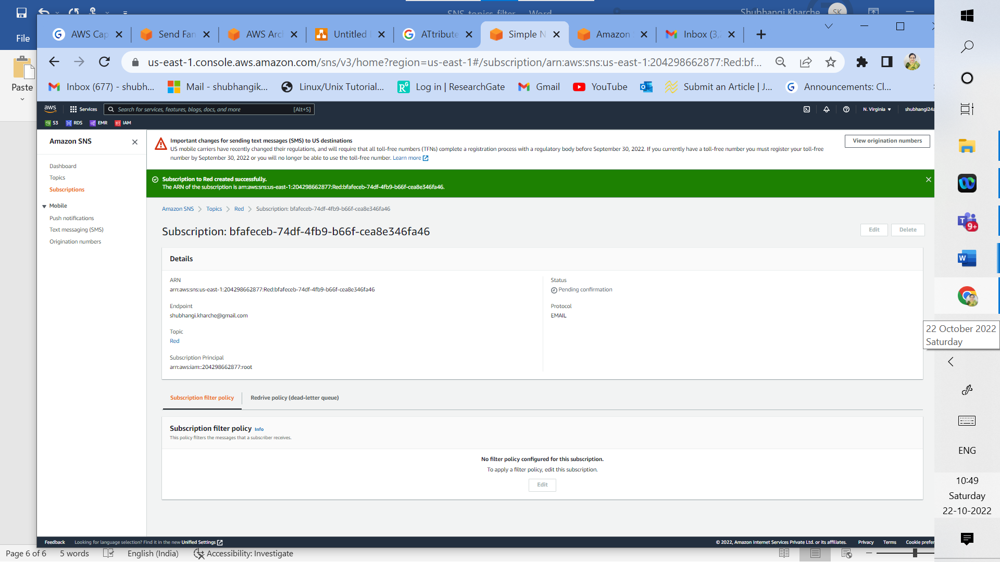 SNS_topics_filter - Word
Shubhangi Kharche
SK
File
Paste
AWS Cap
Send Fan
AWS Arc
Untitled
ATtribute
Simple N
Amazon
Inbox (3,
us-east-1.console.aws.amazon.com/sns/v3/home?region=us-east-1#/subscription/arn:aws:sns:us-east-1:204298662877:Red:bf...
Inbox (677) - shubh...
Mail - shubhangik...
Linux/Unix Tutorial...
Log in | ResearchGate
Gmail
YouTube
Submit an Article | J...
Announcements: Cl...
aws
Services
Search for services, features, blogs, docs, and more
[Alt+S]
N. Virginia
shubhangi24a
S3
RDS
EMR
IAM
Amazon SNS
Dashboard
Topics
Subscriptions
Mobile
Push notifications
Text messaging (SMS)
Origination numbers
Important changes for sending text messages (SMS) to US destinations
US mobile carriers have recently changed their regulations, and will require that all toll-free numbers (TFNs) complete a registration process with a regulatory body before September 30, 2022. If you currently have a toll-free number you must register your toll-free
number by September 30, 2022 or you will no longer be able to use the toll-free number. Learn more
View origination numbers
Subscription to Red created successfully.
The ARN of the subscription is arn:aws:sns:us-east-1:204298662877:Red:bfafeceb-74df-4fb9-b66f-cea8e346fa46.
Amazon SNS
Topics
Red
Subscription: bfafeceb-74df-4fb9-b66f-cea8e346fa46
Subscription: bfafeceb-74df-4fb9-b66f-cea8e346fa46
Edit
Delete
Details
ARN
arn:aws:sns:us-east-1:204298662877:Red:bfafeceb-74df-4fb9-b66f-cea8e346fa46
Endpoint
shubhangi.kharche@gmail.com
Topic
Red
Subscription Principal
arn:aws:iam::204298662877:root
Status
Pending confirmation
Protocol
EMAIL
Subscription filter policy
Redrive policy (dead-letter queue)
Subscription filter policy Info
This policy filters the messages that a subscriber receives.
No filter policy configured for this subscription.
To apply a filter policy, edit this subscription.
Edit
Feedback
Looking for language selection? Find it in the new Unified Settings
© 2022, Amazon Internet Services Private Ltd. or its affiliates.
Privacy
Terms
Cookie prefer
Page 6 of 6
5 words
English (India)
Accessibility: Investigate
9+
22 October 2022
Saturday
ENG
10:49
Saturday
22-10-2022